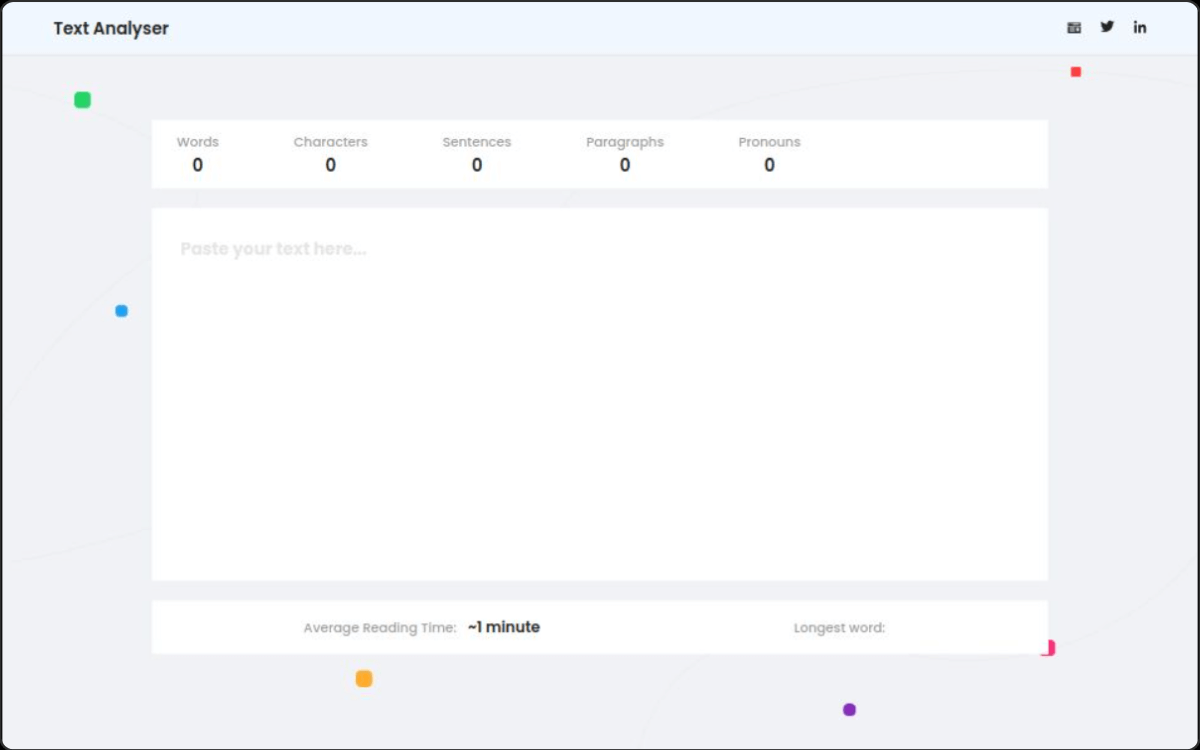 Text Analyser
Words Characters Sentences Paragraphs Pronouns
0 0 0 0 0
Paste your text here...
Average Reading Time: ~1 minute Longest word: